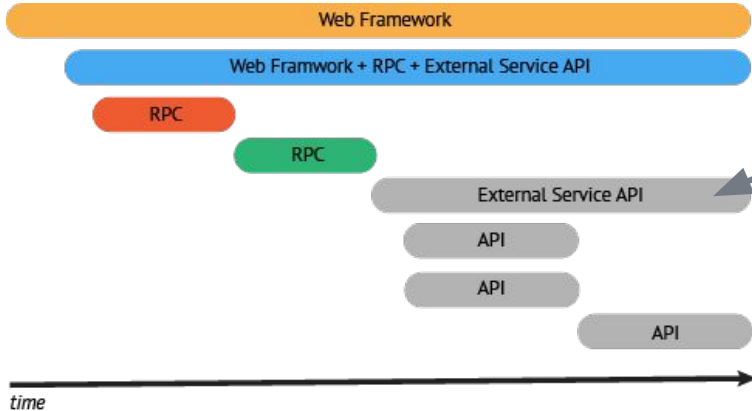 Web Framework
Web Framwork + RPC + External Service API
RPC
RPC
External Service API
API
API
API
time